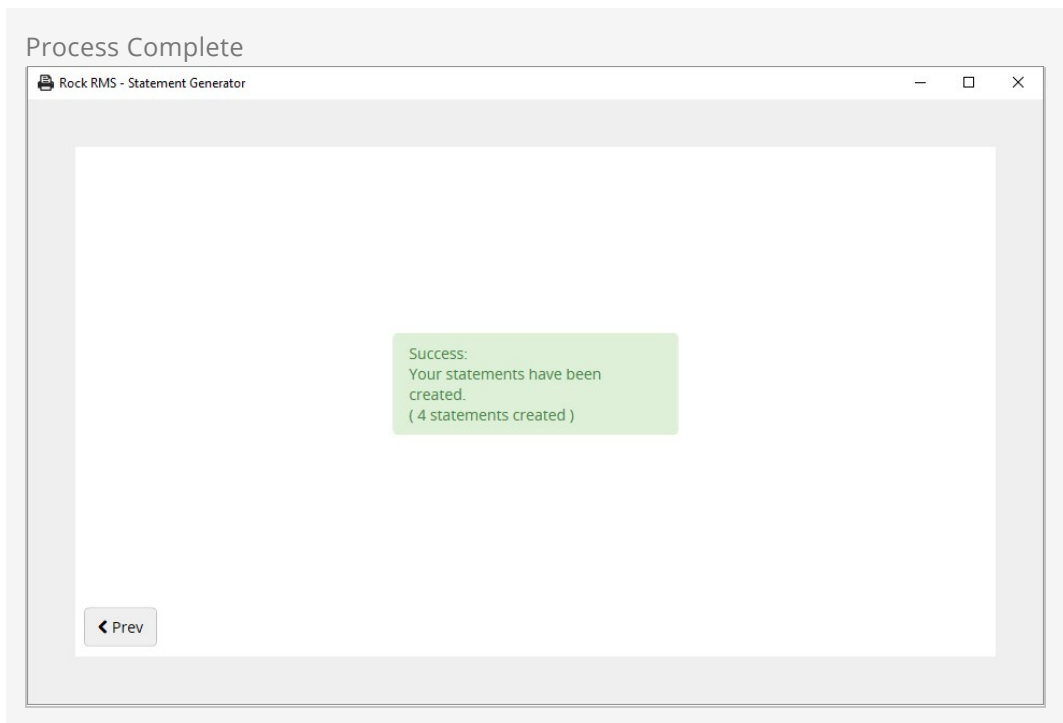 Process Complete
Rock RMS - Statement Generator
Success:
Your statements have been
created.
( 4 statements created )
Prev